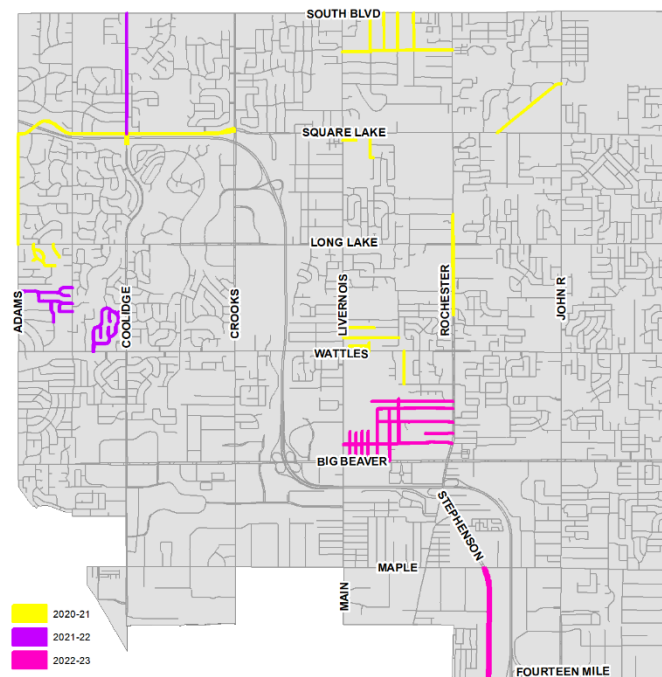 SOUTH BLVD
SQUARE LAKE
LONG LAKE
ADAMS
COOLIDGE
CROOKS
LIVERNOIS
ROCHESTER
JOHN R
WATTLES
BIG BEAVER
STEPHENSON
MAPLE
MAIN
2020-21
2021-22
2022-23
FOURTEEN MILE